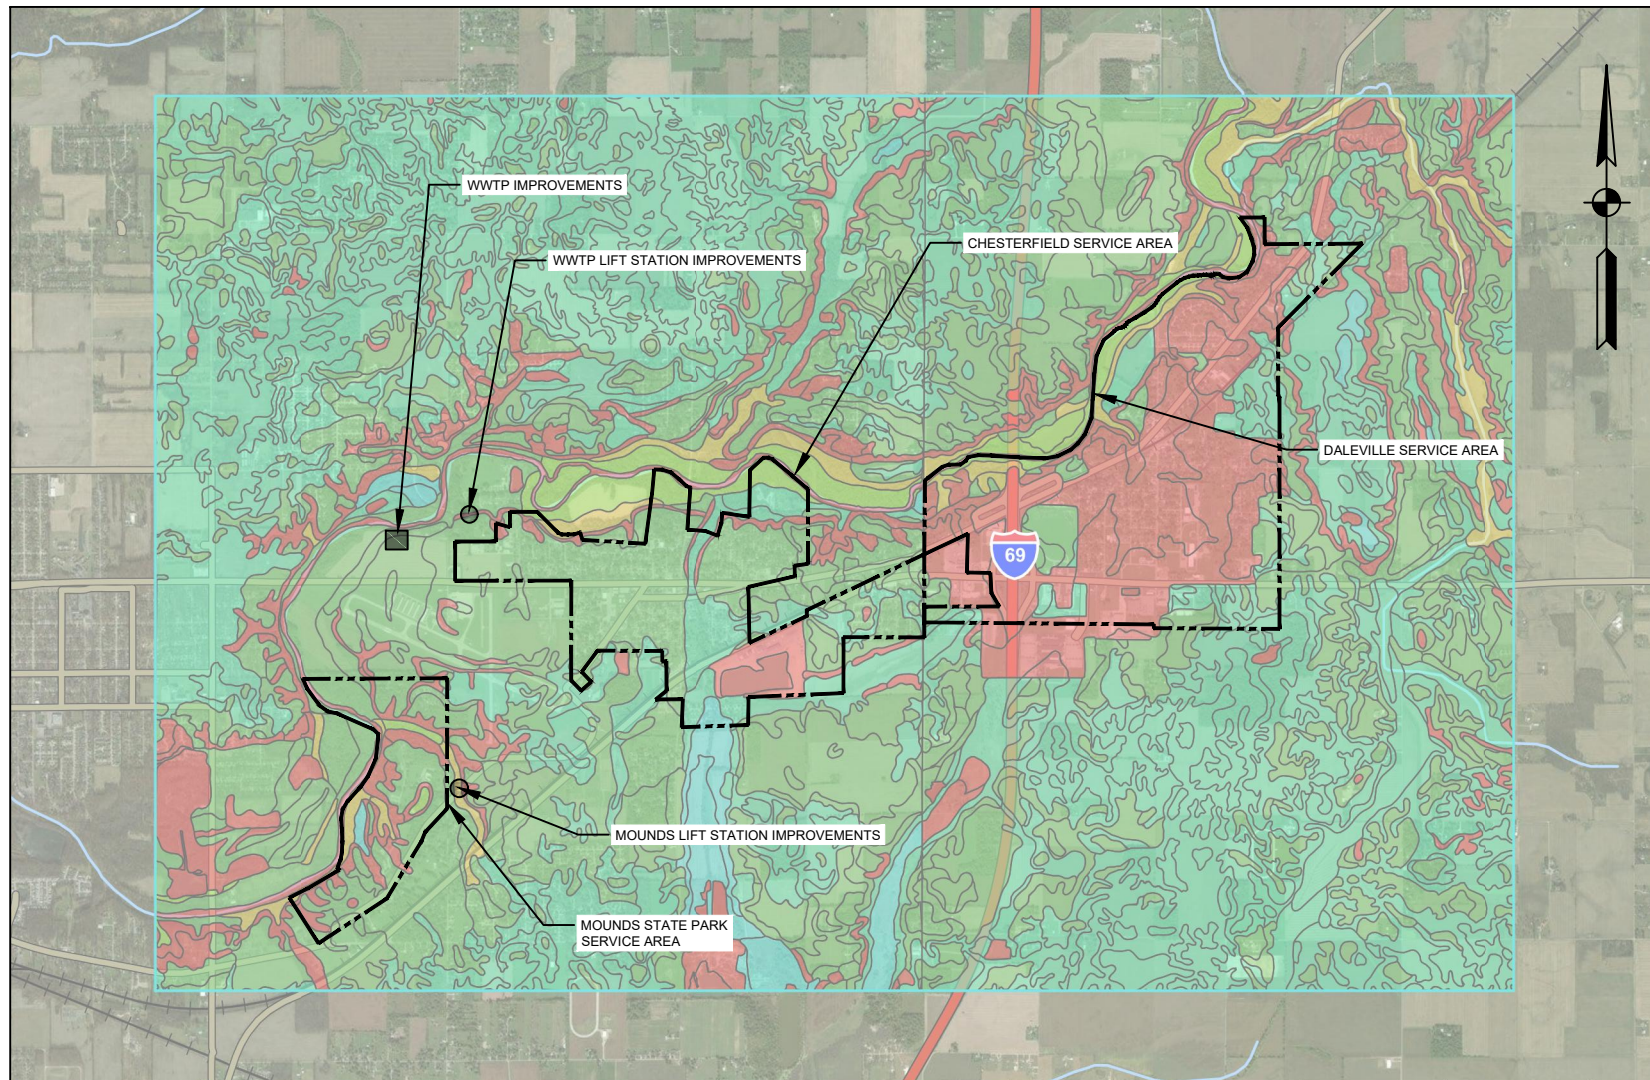 WWTP IMPROVEMENTS
CHESTERFIELD SERVICE AREA
WWTP LIFT STATION IMPROVEMENTS
DALEVILLE SERVICE AREA
69
MOUNDS LIFT STATION IMPROVEMENTS
MOUNDS STATE PARK
SERVICE AREA